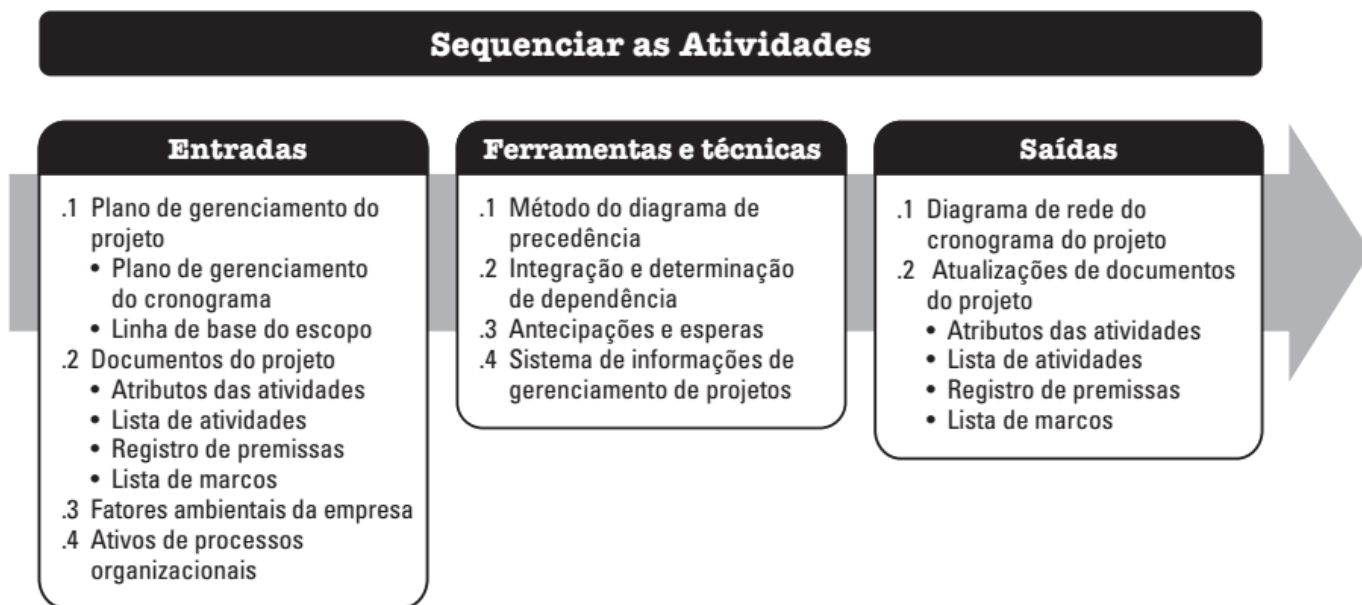 Sequenciar as Atividades
Entradas
.1 Plano de gerenciamento do
projeto
• Plano de gerenciamento
do cronograma
• Linha de base do escopo
.2 Documentos do projeto
• Atributos das atividades
• Lista de atividades
• Registro de premissas
• Lista de marcos
.3 Fatores ambientais da empresa
.4 Ativos de processos
organizacionais
Ferramentas e técnicas
.1 Método do diagrama de
precedência
.2 Integração e determinação
de dependência
.3 Antecipações e esperas
.4 Sistema de informações de
gerenciamento de projetos
Saídas
.1 Diagrama de rede do
cronograma do projeto
.2 Atualizações de documentos
do projeto
• Atributos das atividades
• Lista de atividades
• Registro de premissas
• Lista de marcos